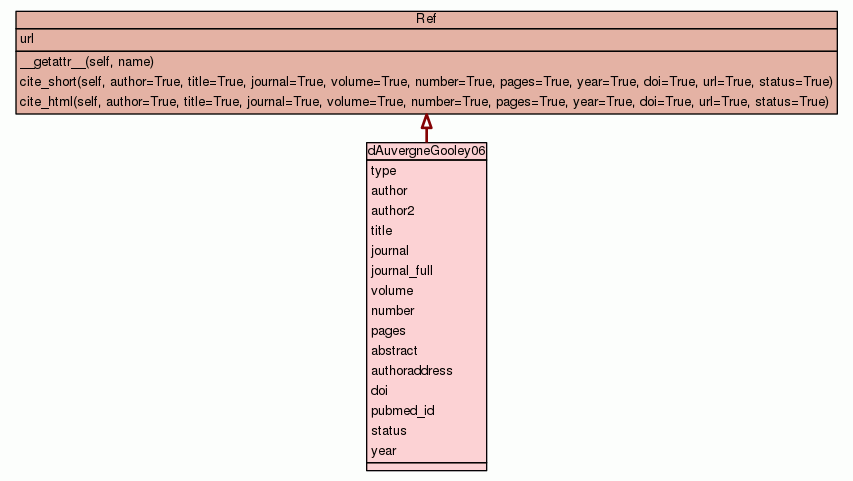 Ref
url
__getattr__(self, name)
cite_short(self, author=True, title=True, journal=True, volume=True, number=True, pages=True, year=True, doi=True, url=True, status=True)
cite_html(self, author=True, title=True, journal=True, volume=True, number=True, pages=True, year=True, doi=True, url=True, status=True)
dAuvergneGooley06
type
author
author2
title
journal
journal_full
volume
number
pages
abstract
authoraddress
doi
pubmed_id
status
year